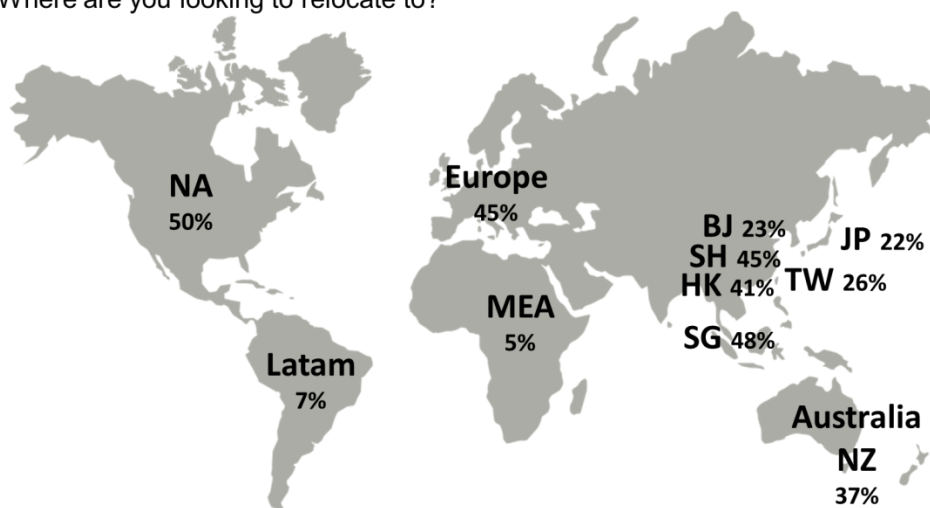 Where are you looking to relocate to?
NA
50%
Europe
45%
BJ 23%
JP 22%
SH 45%
HK 41%
TW 26%
MEA
5%
SG 48%
Latam
7%
Australia
NZ
37%